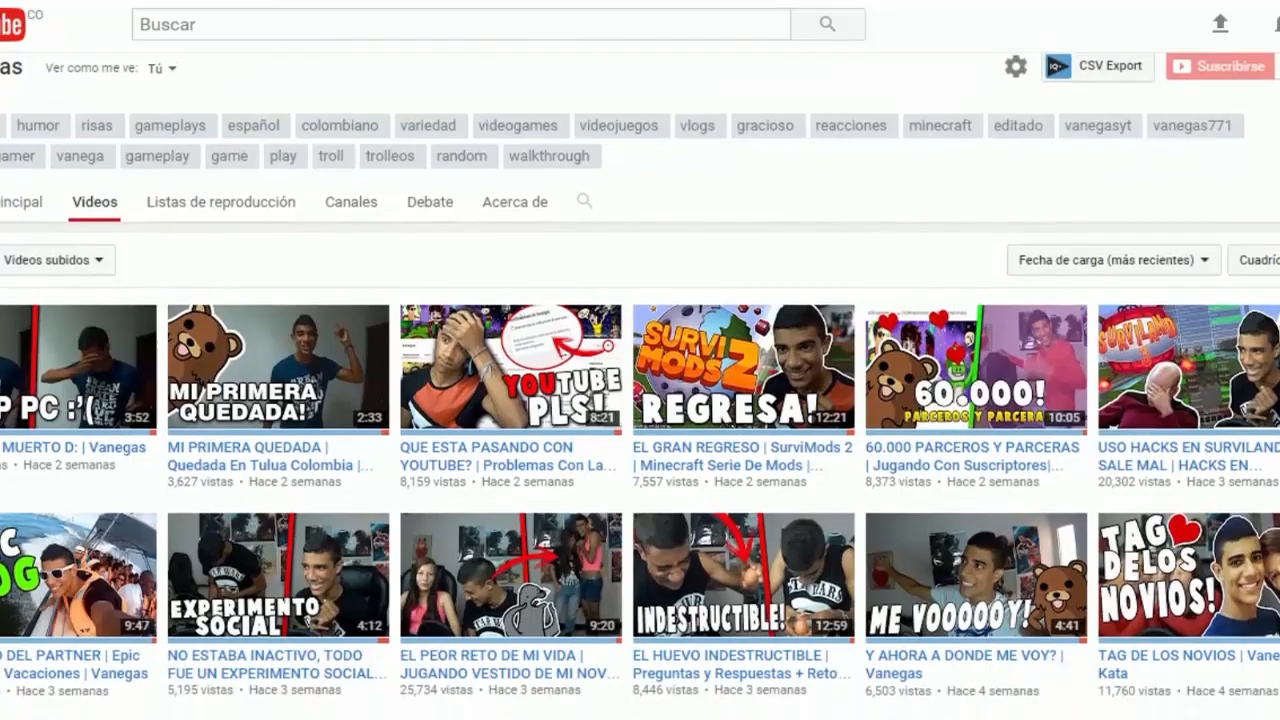 be CO
Buscar
as Ver como me ve: Tú
CSV Export
Suscribirse
humor risas gameplays español colombiano variedad videogames videojuegos vlogs gracioso reacciones minecraft editado vanegasyt vanegas771
amer vanega gameplay game play troll trolleos random walkthrough
incipal Videos Listas de reproducción Canales Debate Acerca de
Videos subidos
Fecha de carga (más recientes)
Cuadríc
P PC :'( 3:52
MI PRIMERA
QUEDADA! 2:33
YOUTUBE
PLS! 8:21
SURVI
MODS 2
REGRESA! 12:21
60.000!
PARCEROS Y PARCERA 10:05
SURVILAND
3
MUERTO D: | Vanegas
s • Hace 2 semanas
MI PRIMERA QUEDADA |
Quedada En Tulua Colombia |...
3,627 vistas • Hace 2 semanas
QUE ESTA PASANDO CON
YOUTUBE? | Problemas Con La...
8,159 vistas • Hace 2 semanas
EL GRAN REGRESO | SurviMods 2
| Minecraft Serie De Mods |...
7,557 vistas • Hace 2 semanas
60.000 PARCEROS Y PARCERAS
| Jugando Con Suscriptores|...
8,373 vistas • Hace 2 semanas
USO HACKS EN SURVILAND
SALE MAL | HACKS EN...
20,302 vistas • Hace 3 semanas
C
OG 9:47
EXPERIMENTO
SOCIAL 4:12
9:20
INDESTRUCTIBLE! 12:59
ME VOOOOOY! 4:41
TAG
DE LOS
NOVIOS!
O DEL PARTNER | Epic
Vacaciones | Vanegas
• Hace 3 semanas
NO ESTABA INACTIVO, TODO
FUE UN EXPERIMENTO SOCIAL...
5,195 vistas • Hace 3 semanas
EL PEOR RETO DE MI VIDA |
JUGANDO VESTIDO DE MI NOV...
25,734 vistas • Hace 3 semanas
EL HUEVO INDESTRUCTIBLE |
Preguntas y Respuestas + Reto...
8,446 vistas • Hace 3 semanas
Y AHORA A DONDE ME VOY? |
Vanegas
6,503 vistas • Hace 4 semanas
TAG DE LOS NOVIOS | Vane
Kata
11,760 vistas • Hace 4 semanas